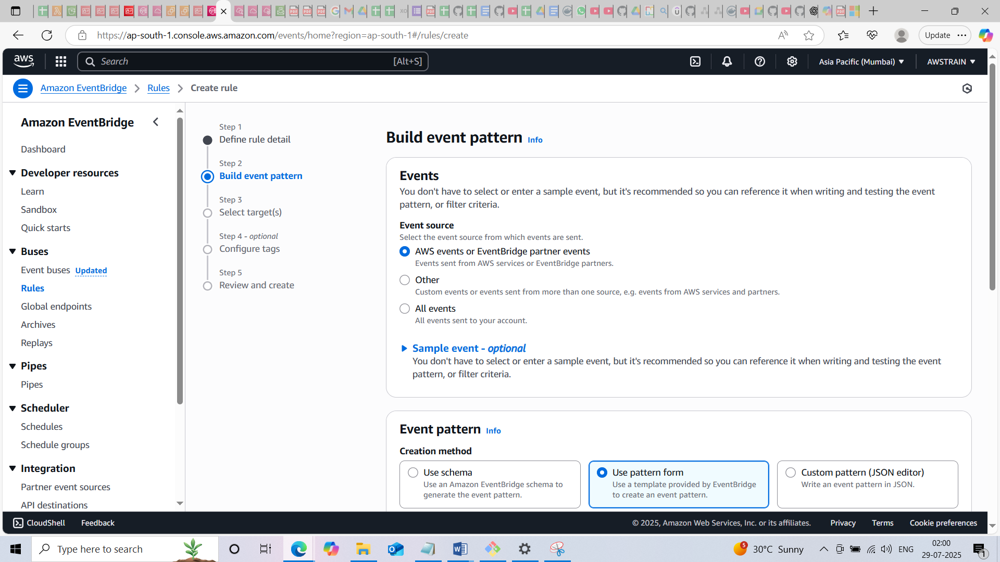 https://ap-south-1.console.aws.amazon.com/events/home?region=ap-south-1#/rules/create
Update
aws
Search
[Alt+S]
Asia Pacific (Mumbai)
AWSTRAIN
Amazon EventBridge
Rules
Create rule
Amazon EventBridge
Dashboard
Developer resources
Learn
Sandbox
Quick starts
Buses
Event buses Updated
Rules
Global endpoints
Archives
Replays
Pipes
Pipes
Scheduler
Schedules
Schedule groups
Integration
Partner event sources
API destinations
Step 1
Define rule detail
Step 2
Build event pattern
Step 3
Select target(s)
Step 4 - optional
Configure tags
Step 5
Review and create
Build event pattern Info
Events
You don't have to select or enter a sample event, but it's recommended so you can reference it when writing and testing the event
pattern, or filter criteria.
Event source
Select the event source from which events are sent.
AWS events or EventBridge partner events
Events sent from AWS services or EventBridge partners.
Other
Custom events or events sent from more than one source, e.g. events from AWS services and partners.
All events
All events sent to your account.
Sample event - optional
You don't have to select or enter a sample event, but it's recommended so you can reference it when writing and testing the event
pattern, or filter criteria.
Event pattern Info
Creation method
Use schema
Use an Amazon EventBridge schema to
generate the event pattern.
Use pattern form
Use a template provided by EventBridge
to create an event pattern.
Custom pattern (JSON editor)
Write an event pattern in JSON.
CloudShell
Feedback
© 2025, Amazon Web Services, Inc. or its affiliates.
Privacy
Terms
Cookie preferences
Type here to search
5
30°C Sunny
ENG
02:00
29-07-2025
1